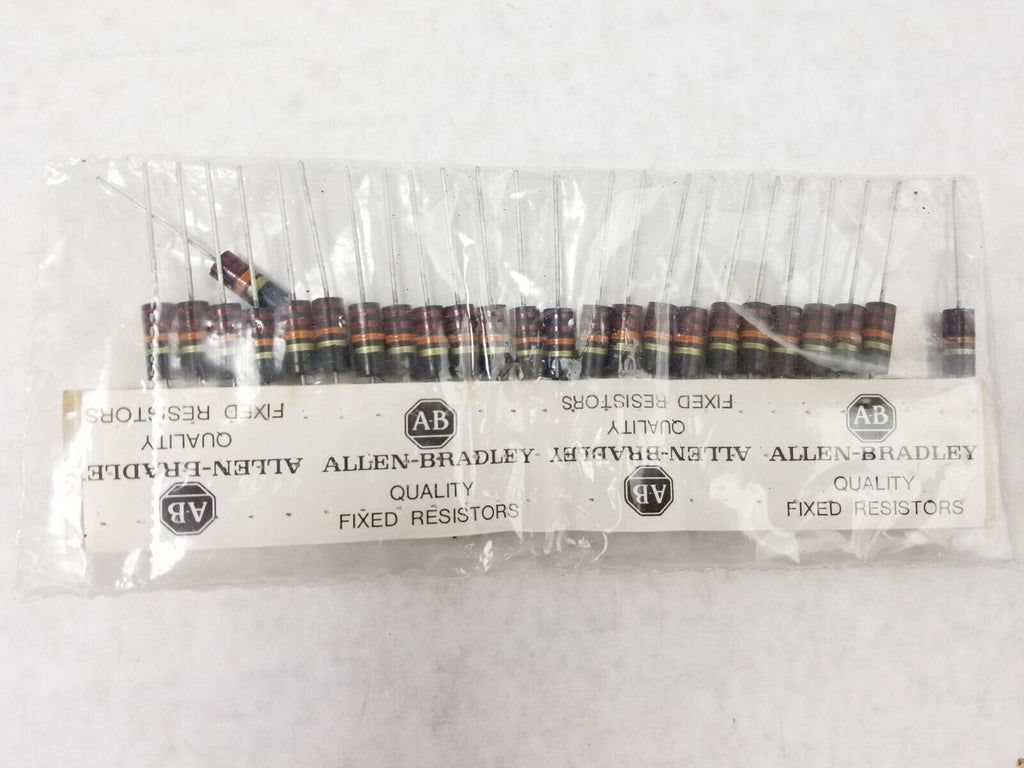 FIXED RESISTORS
QUALITY
ALLEN-BRADLE
A-B
A-B
ALLEN-BRADLEY
QUALITY
FIXED RESISTORS
FIXED RESISTORS
QUALITY
ALLEN-BRADLEY
A-B
A-B
ALLEN-BRADLEY
QUALITY
FIXED RESISTORS